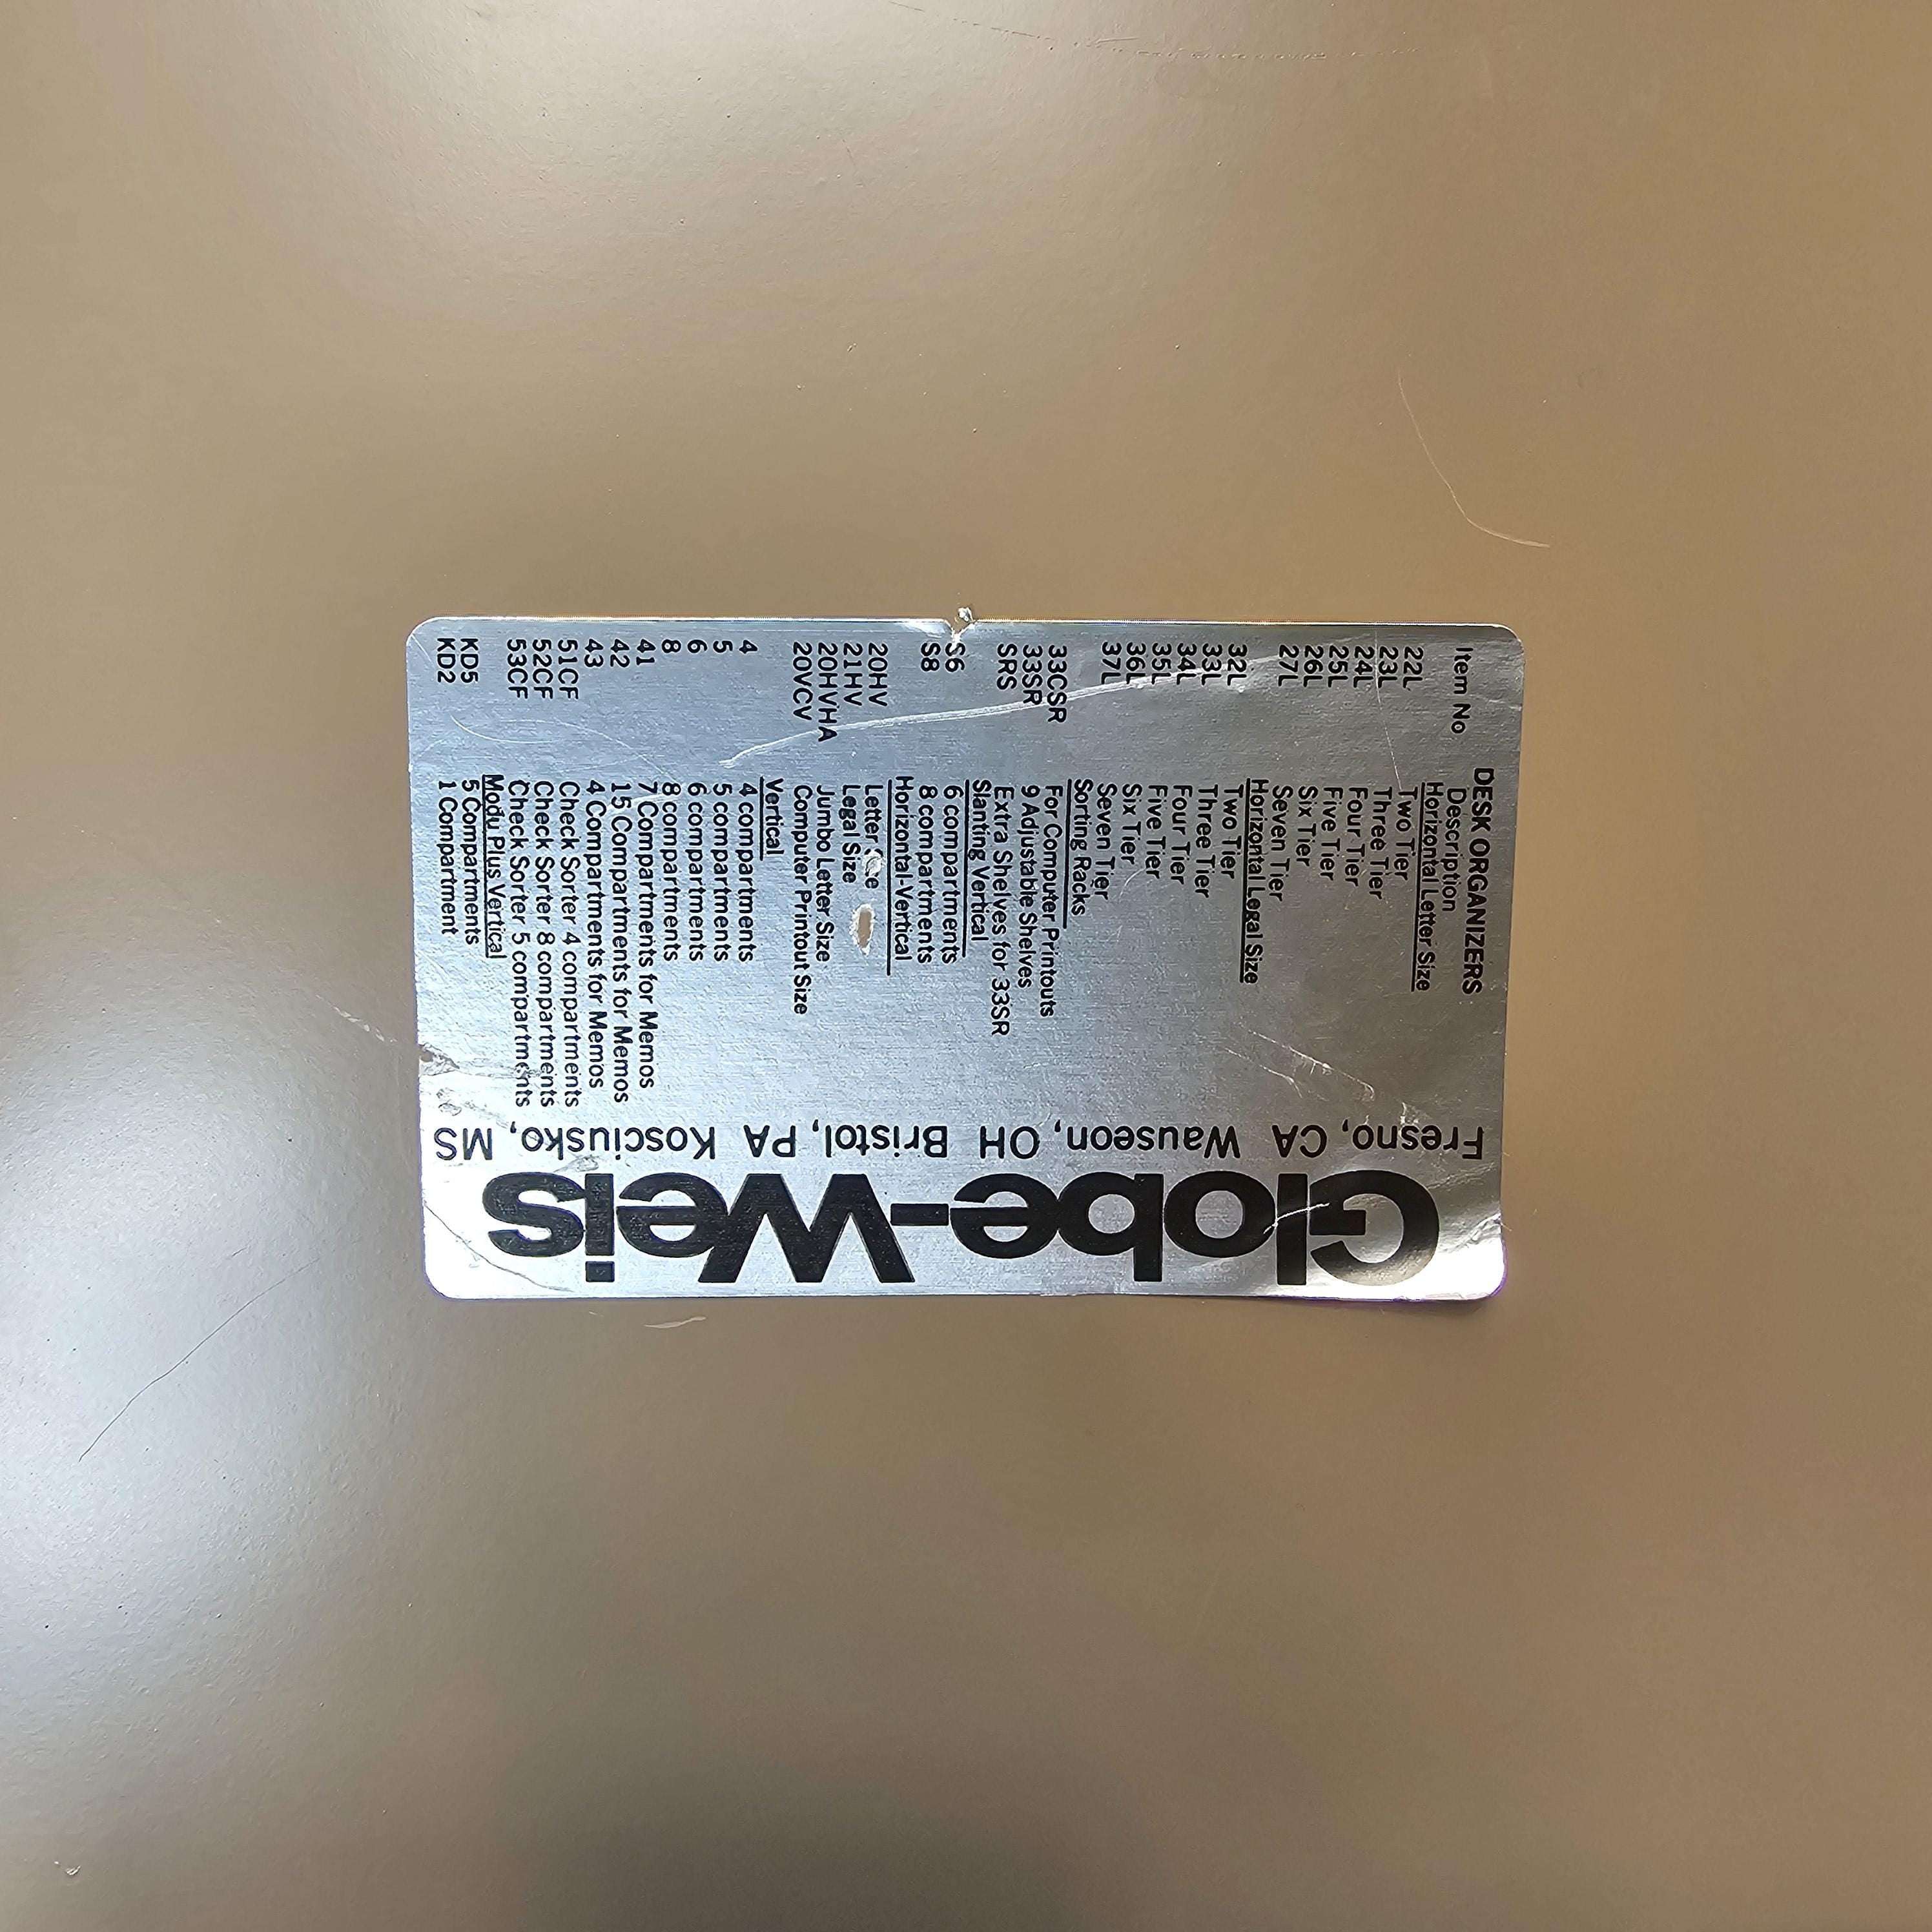 Globe-Weis
Fresno, CA Wauseon, OH Bristol, PA Kosciusko, MS
DESK ORGANIZERS
Item No Description
Horizontal Letter Size
22L Two Tier
23L Three Tier
24L Four Tier
25L Five Tier
26L Six Tier
27L Seven Tier
Horizontal Legal Size
32L Two Tier
33L Three Tier
34L Four Tier
35L Five Tier
36L Six Tier
37L Seven Tier
Sorting Racks
33CSR For Computer Printouts
33SR 9 Adjustable Shelves
SRS Extra Shelves for 33SR
Slanting Vertical
S6 6 compartments
S8 8 compartments
Horizontal-Vertical
20HV Letter Size
21HV Legal Size
20HVHA Jumbo Letter Size
20VCV Computer Printout Size
Vertical
4 4 compartments
5 5 compartments
6 6 compartments
8 8 compartments
41 7 Compartments for Memos
42 15 Compartments for Memos
43 4 Compartments for Memos
51CF Check Sorter 4 compartments
52CF Check Sorter 8 compartments
53CF Check Sorter 5 compartments
Modu Plus Vertical
KD5 5 Compartments
KD2 1 Compartment